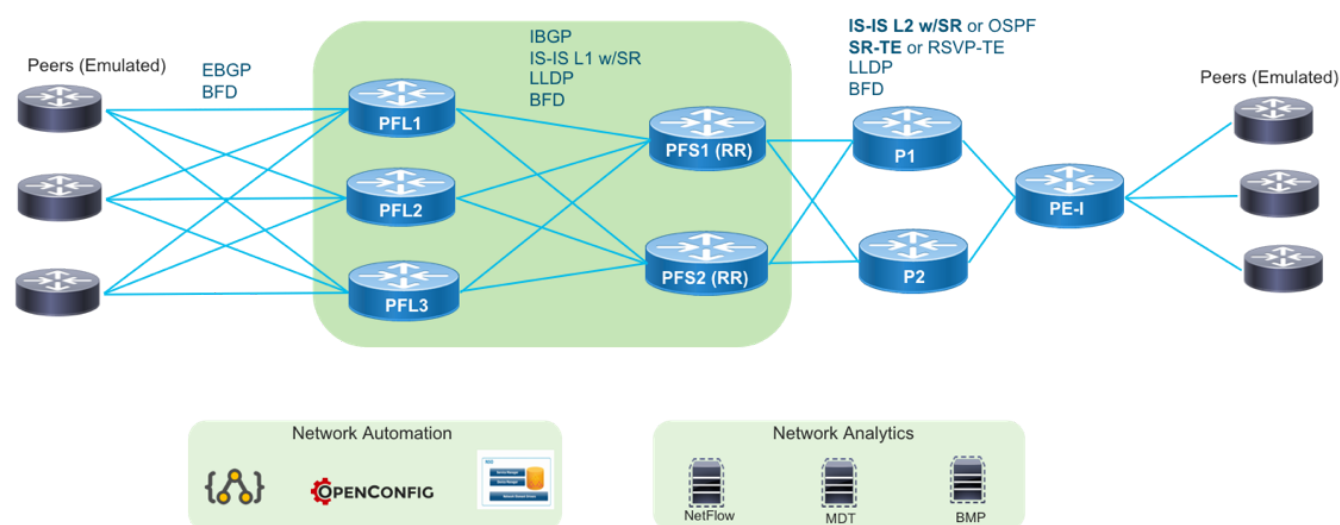 Peers (Emulated)
EBGP
BFD
IBGP
IS-IS L1 w/SR
LLDP
BFD
IS-IS L2 w/SR or OSPF
SR-TE or RSVP-TE
LLDP
BFD
Peers (Emulated)
PFL1
PFL2
PFL3
PFS1 (RR)
PFS2 (RR)
P1
P2
PE-I
Network Automation
OPENCONFIG
Network Analytics
NetFlow
MDT
BMP